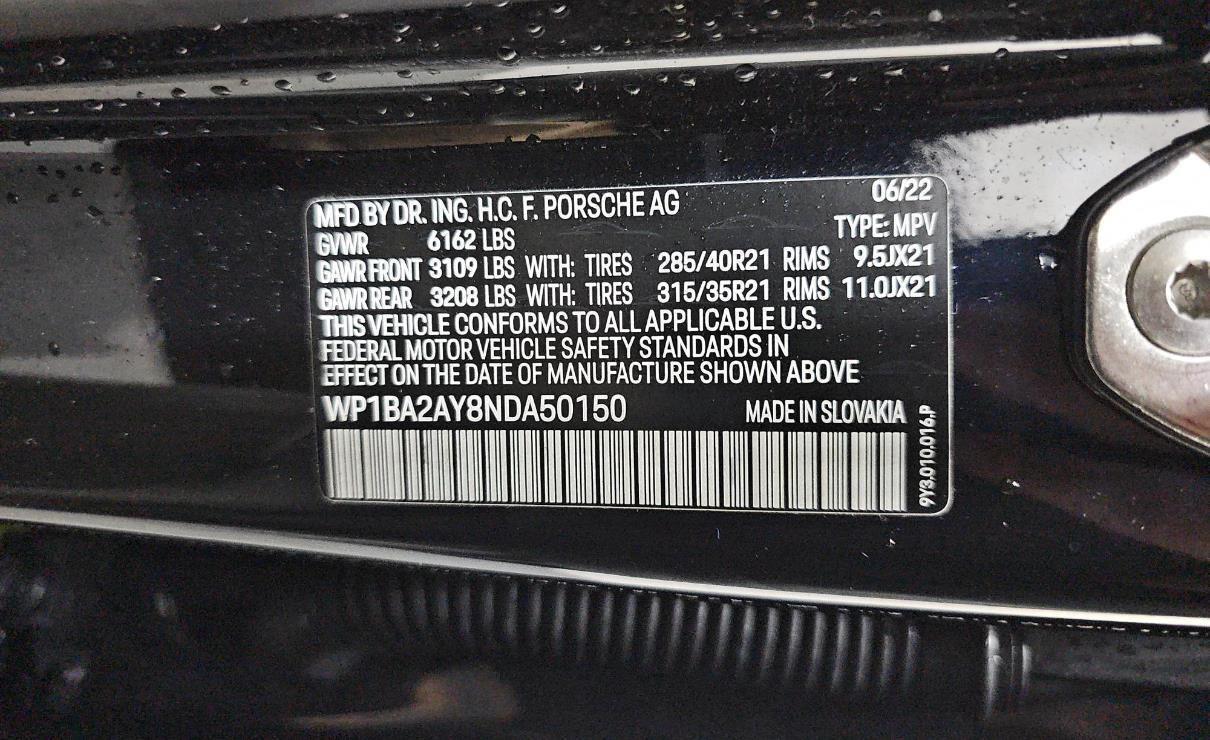 MFD BY DR. ING. H.C. F. PORSCHE AG 06/22
GVWR 6162 LBS TYPE: MPV
GAWR FRONT 3109 LBS WITH: TIRES 285/40R21 RIMS 9.5JX21
GAWR REAR 3208 LBS WITH: TIRES 315/35R21 RIMS 11.0JX21
THIS VEHICLE CONFORMS TO ALL APPLICABLE U.S.
FEDERAL MOTOR VEHICLE SAFETY STANDARDS IN
EFFECT ON THE DATE OF MANUFACTURE SHOWN ABOVE
WP1BA2AY8NDA50150 MADE IN SLOVAKIA
9Y3.010.016.P